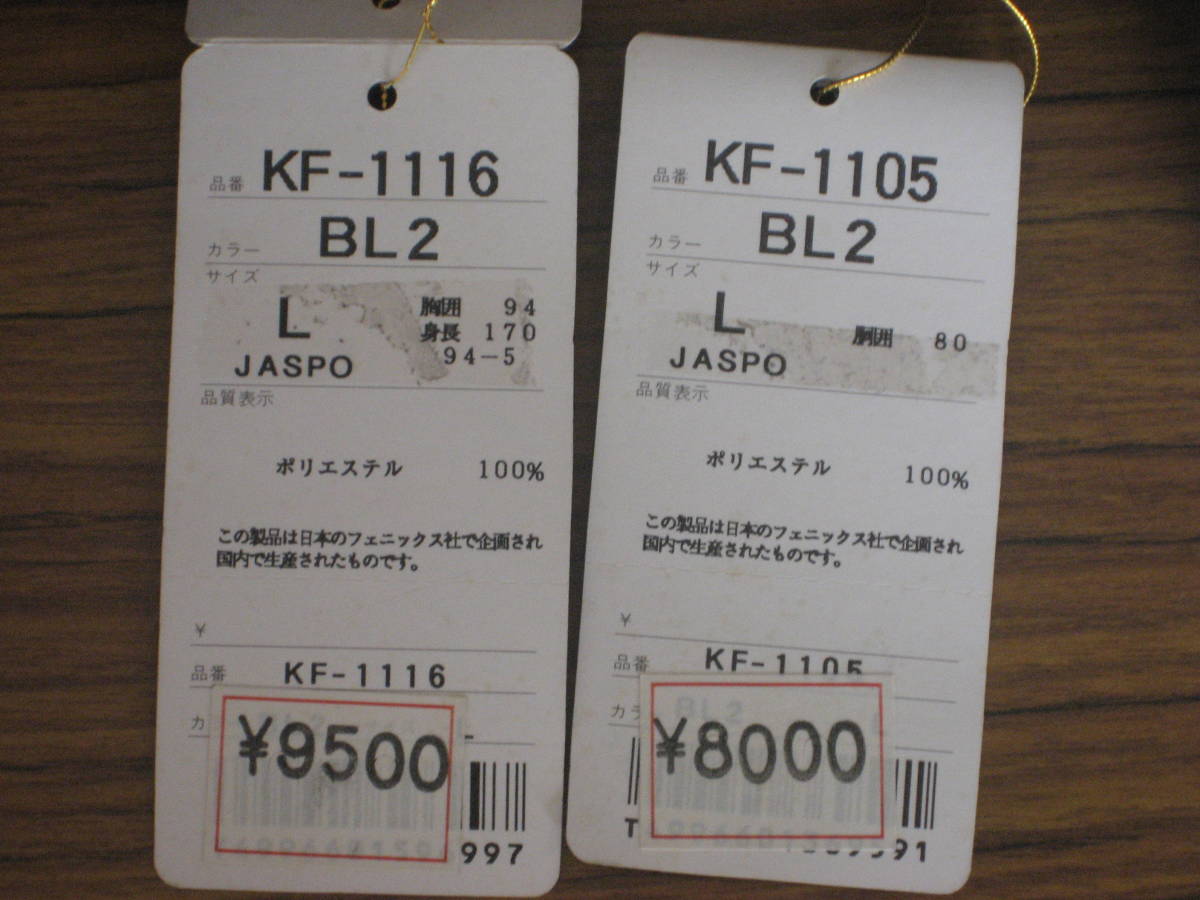 品番 KF-1116
カラー BL2
サイズ
L 胸囲 94
身長 170
94-5
JASPO
品質表示
ポリエステル 100%
この製品は日本のフェニックス社で企画され
国内で生産されたものです。
¥
品番 KF-1116
カ
¥9500
997
品番 KF-1105
カラー BL2
サイズ
L 胴囲 80
JASPO
品質表示
ポリエステル 100%
この製品は日本のフェニックス社で企画され
国内で生産されたものです。
¥
品番 KF-1105
カラ BL2
¥8000
T
91